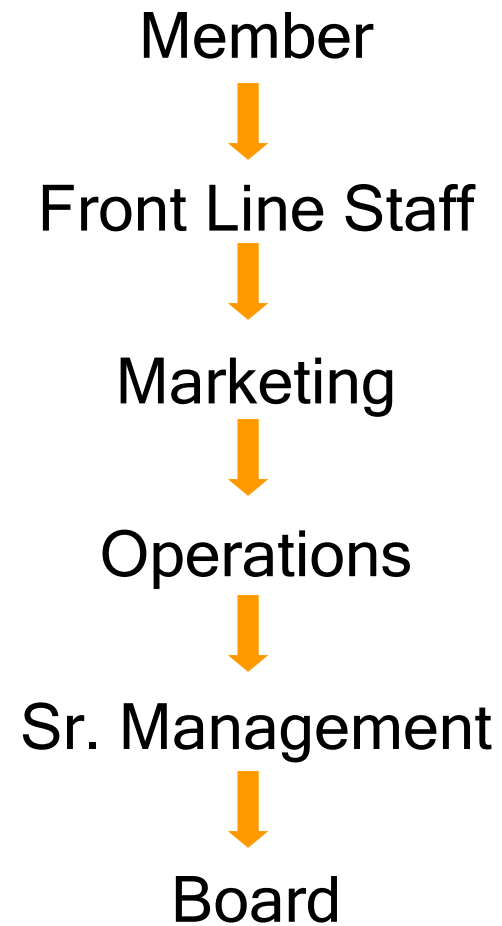 Member
Front Line Staff
Marketing
Operations
Sr. Management
Board